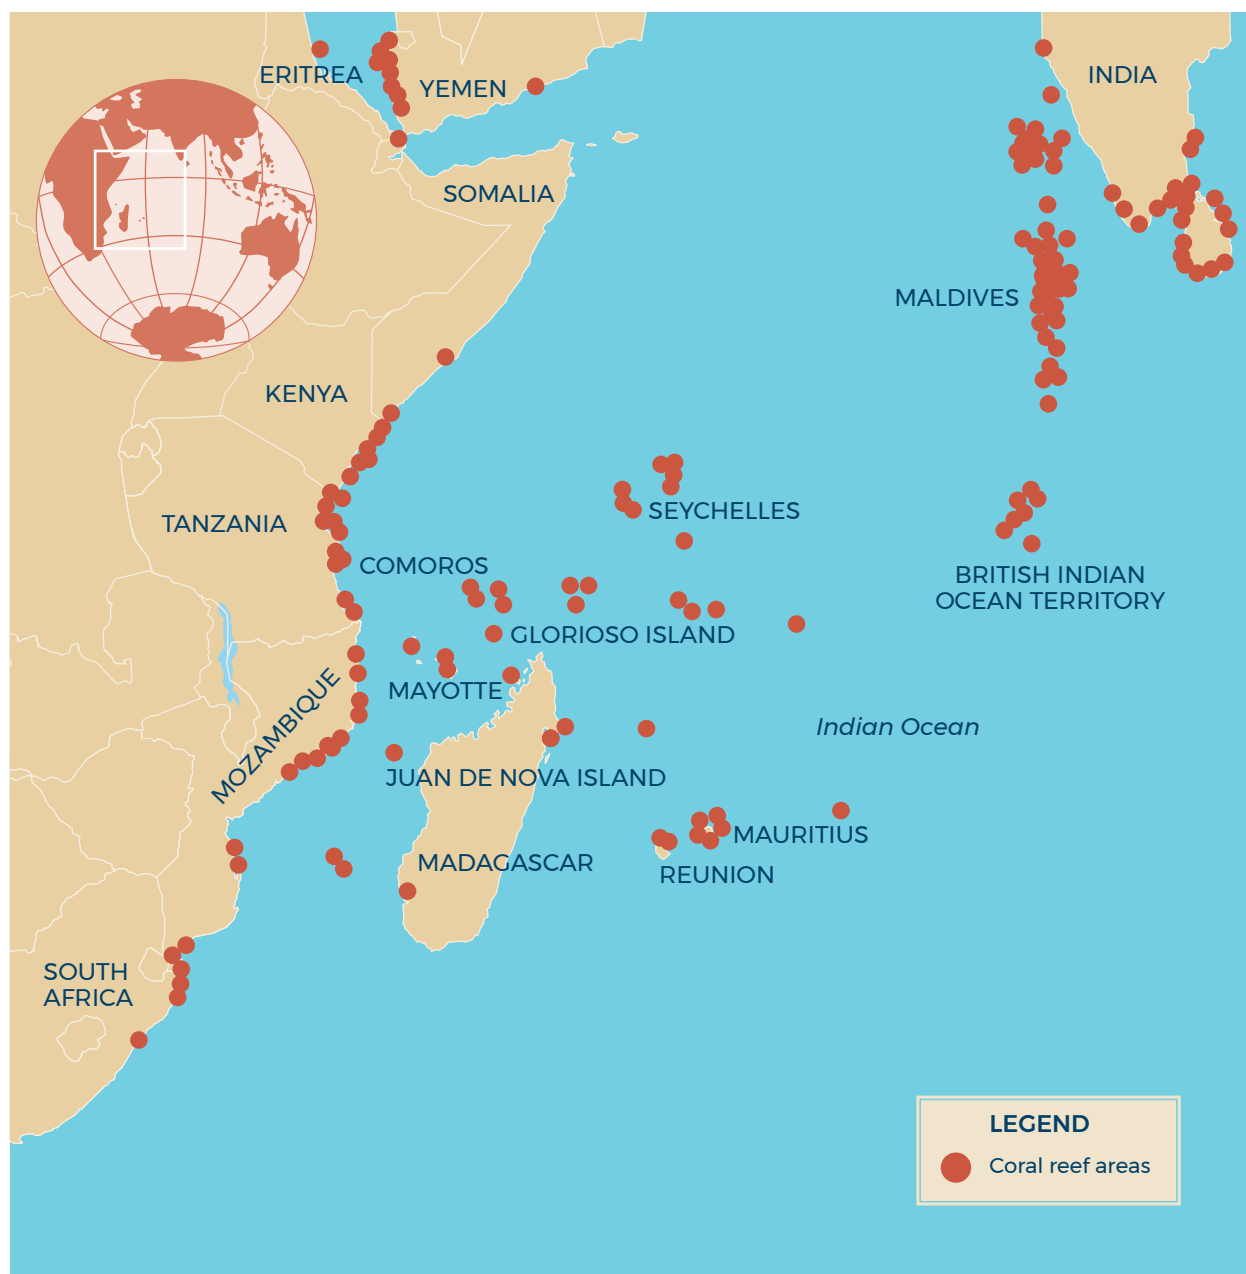 ERITREA
YEMEN
INDIA
SOMALIA
MALDIVES
KENYA
SEYCHELLES
TANZANIA
COMOROS
BRITISH INDIAN
OCEAN TERRITORY
GLORIOSO ISLAND
MAYOTTE
MOZAMBIQUE
Indian Ocean
JUAN DE NOVA ISLAND
MAURITIUS
MADAGASCAR
REUNION
SOUTH
AFRICA
LEGEND
Coral reef areas